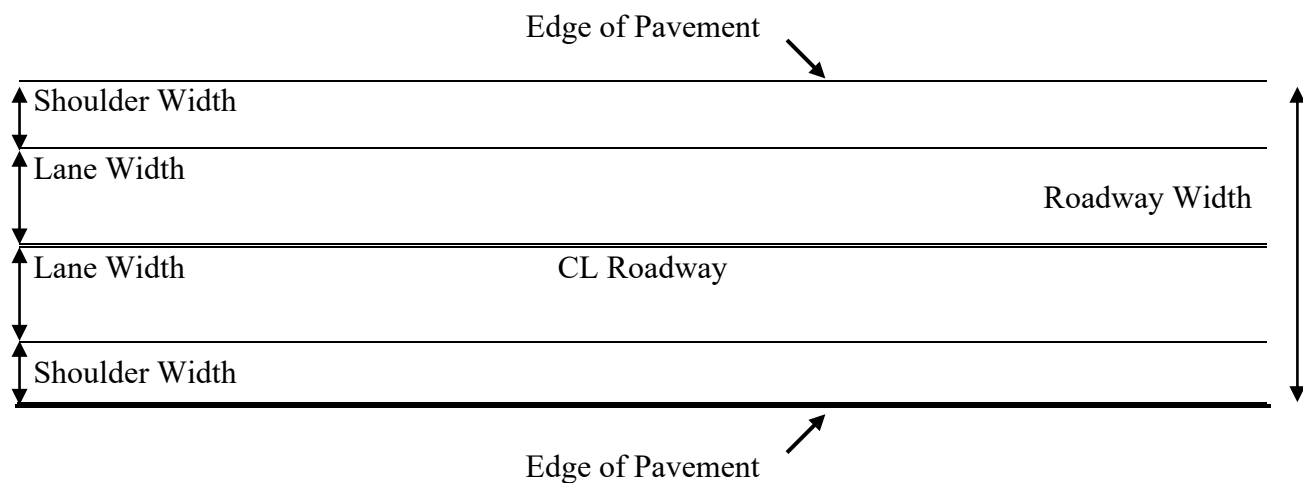 Edge of Pavement
Shoulder Width
Lane Width
Roadway Width
Lane Width
CL Roadway
Shoulder Width
Edge of Pavement